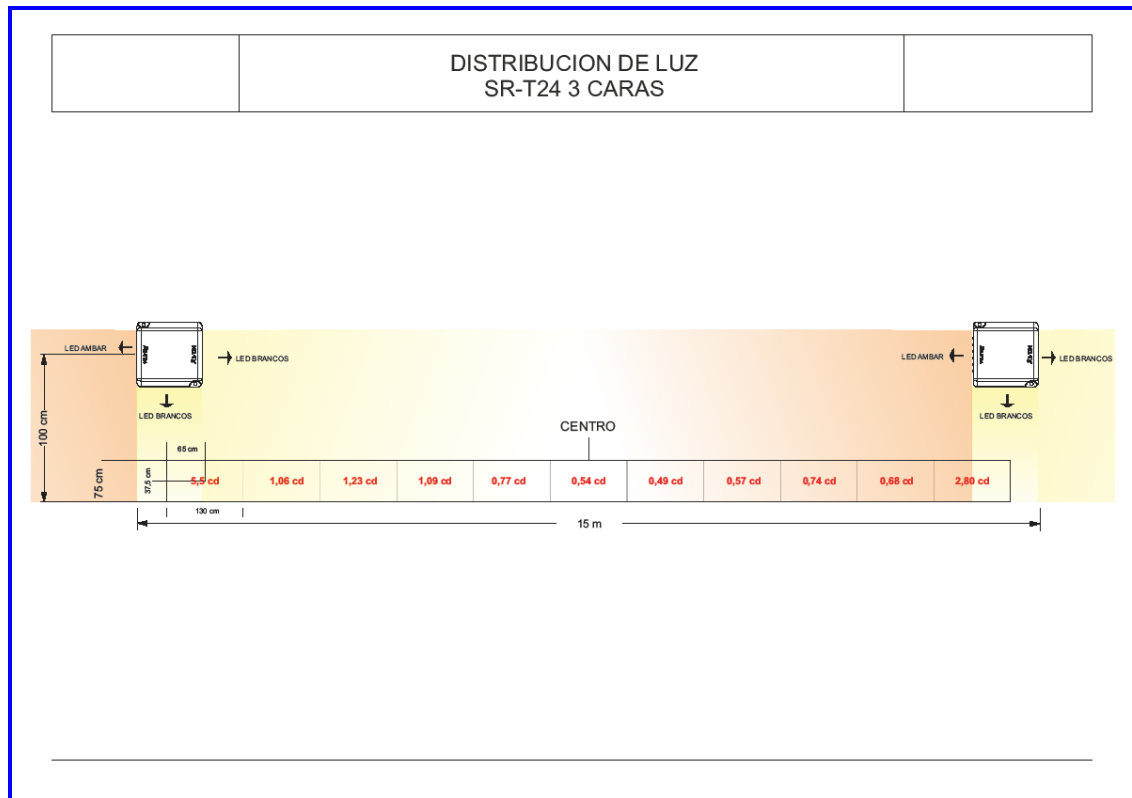 DISTRIBUCION DE LUZ
SR-T24 3 CARAS
LED AMBAR
LED BRANCOS
LED AMBAR
LED BRANCOS
LED BRANCOS
LED BRANCOS
100 cm
CENTRO
65 cm
75 cm
37,5 cm
5,5 cd
1,06 cd
1,23 cd
1,09 cd
0,77 cd
0,54 cd
0,49 cd
0,57 cd
0,74 cd
0,68 cd
2,80 cd
130 cm
15 m